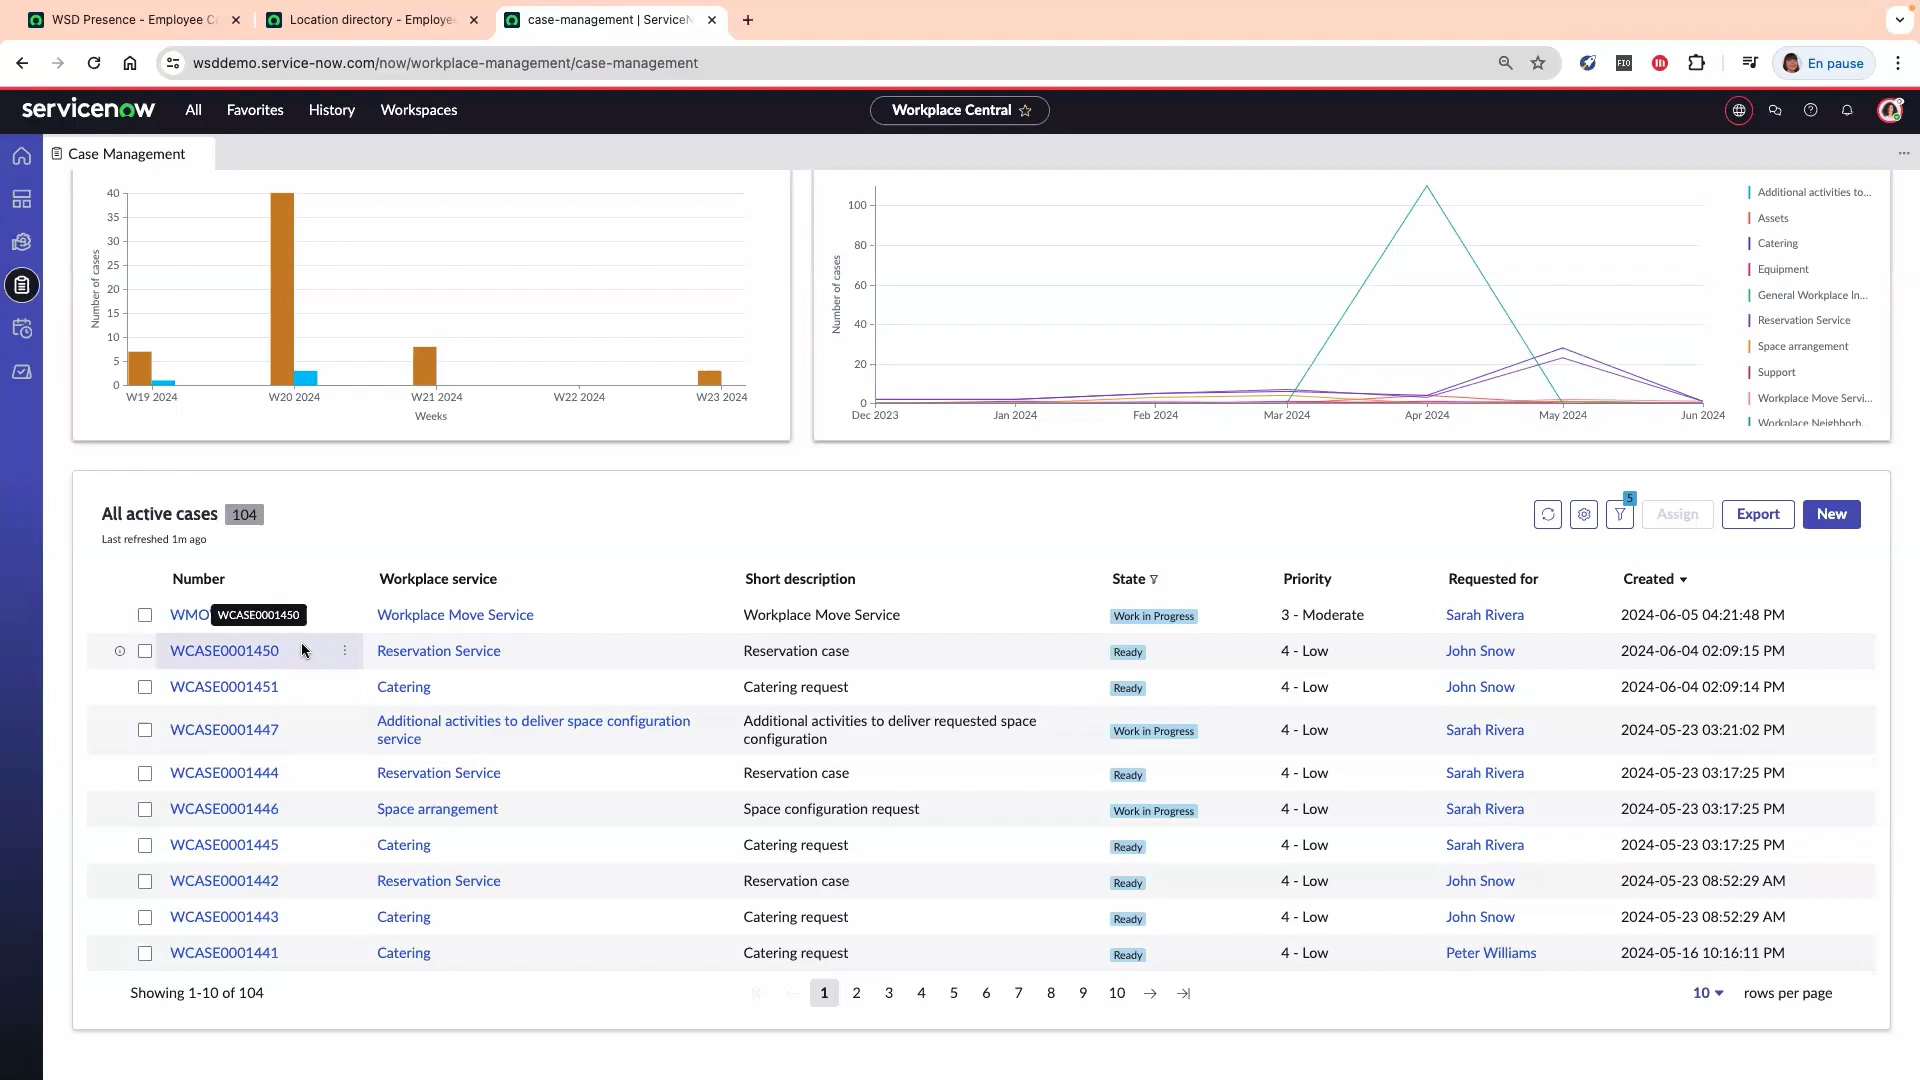 WSD Presence - Employee C
Location directory - Employe
case-management | ServiceN
wsddemo.service-now.com/now/workplace-management/case-management
FIO
En pause
servicenow
All
Favorites
History
Workspaces
Workplace Central
Case Management
Number of cases
40
35
30
25
20
15
10
5
0
W19 2024
W20 2024
W21 2024
W22 2024
W23 2024
Weeks
Number of cases
100
80
60
40
20
0
Dec 2023
Jan 2024
Feb 2024
Mar 2024
Apr 2024
May 2024
Jun 2024
Additional activities to...
Assets
Catering
Equipment
General Workplace In...
Reservation Service
Space arrangement
Support
Workplace Move Servi...
Workplace Neighborh...
All active cases 104
Last refreshed 1m ago
5
Assign
Export
New
Number Workplace service Short description State Priority Requested for Created
WMO WCASE0001450 Workplace Move Service Workplace Move Service Work in Progress 3 - Moderate Sarah Rivera 2024-06-05 04:21:48 PM
WCASE0001450 Reservation Service Reservation case Ready 4 - Low John Snow 2024-06-04 02:09:15 PM
WCASE0001451 Catering Catering request Ready 4 - Low John Snow 2024-06-04 02:09:14 PM
WCASE0001447 Additional activities to deliver space configuration Additional activities to deliver requested space Work in Progress 4 - Low Sarah Rivera 2024-05-23 03:21:02 PM
service configuration
WCASE0001444 Reservation Service Reservation case Ready 4 - Low Sarah Rivera 2024-05-23 03:17:25 PM
WCASE0001446 Space arrangement Space configuration request Work in Progress 4 - Low Sarah Rivera 2024-05-23 03:17:25 PM
WCASE0001445 Catering Catering request Ready 4 - Low Sarah Rivera 2024-05-23 03:17:25 PM
WCASE0001442 Reservation Service Reservation case Ready 4 - Low John Snow 2024-05-23 08:52:29 AM
WCASE0001443 Catering Catering request Ready 4 - Low John Snow 2024-05-23 08:52:29 AM
WCASE0001441 Catering Catering request Ready 4 - Low Peter Williams 2024-05-16 10:16:11 PM
Showing 1-10 of 104
1 2 3 4 5 6 7 8 9 10
10 rows per page